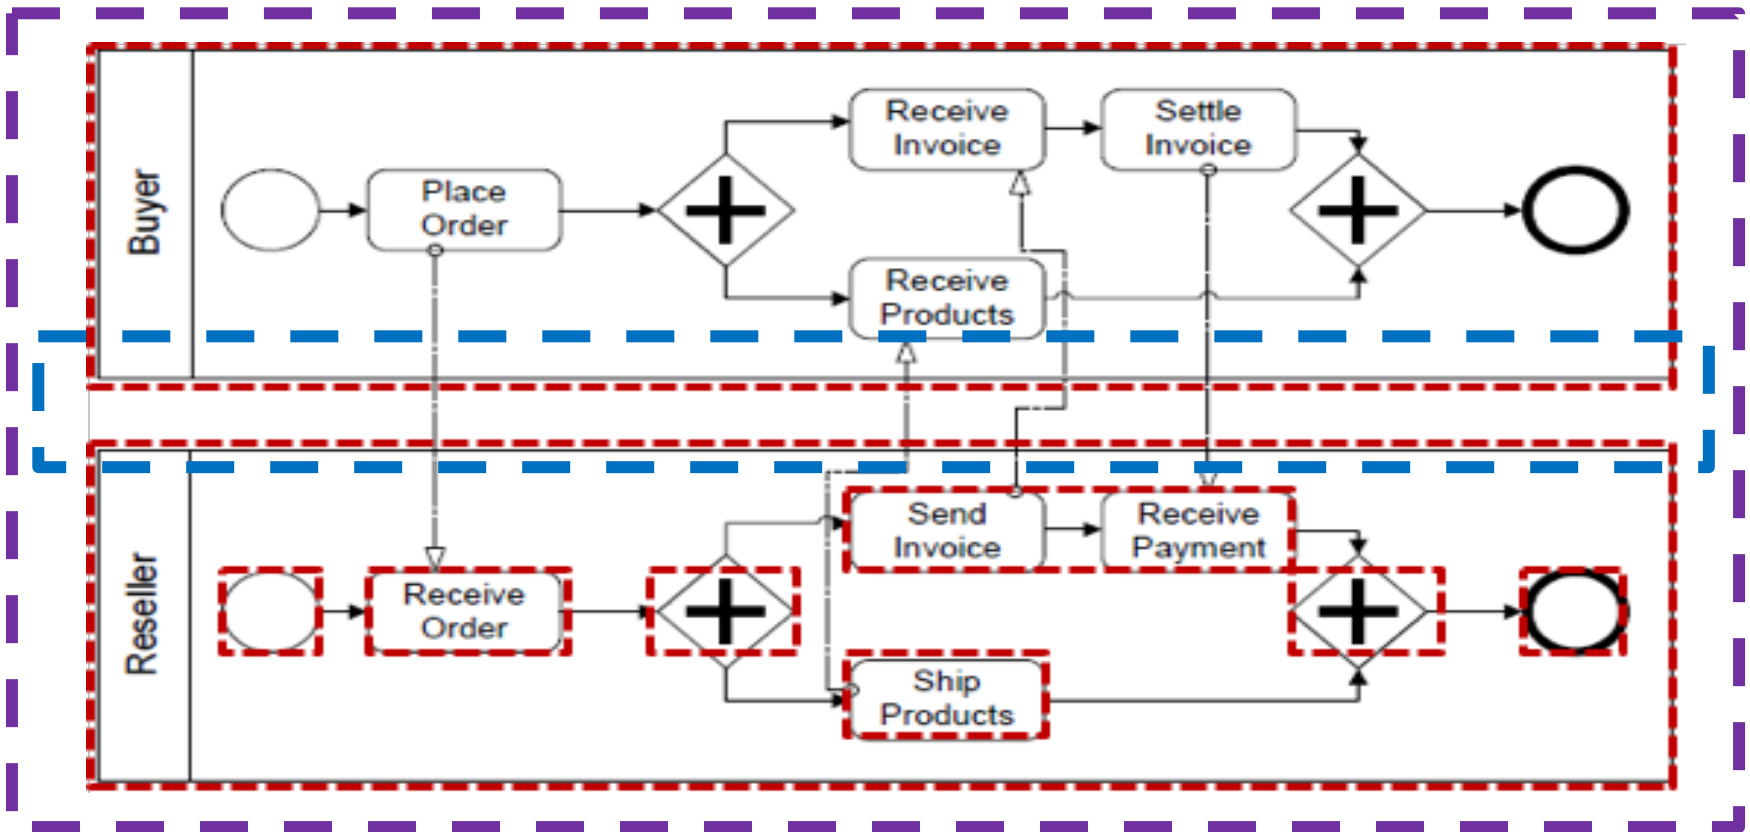 Buyer
Place
Order
Receive
Invoice
Settle
Invoice
Receive
Products
Reseller
Receive
Order
Send
Invoice
Receive
Payment
Ship
Products